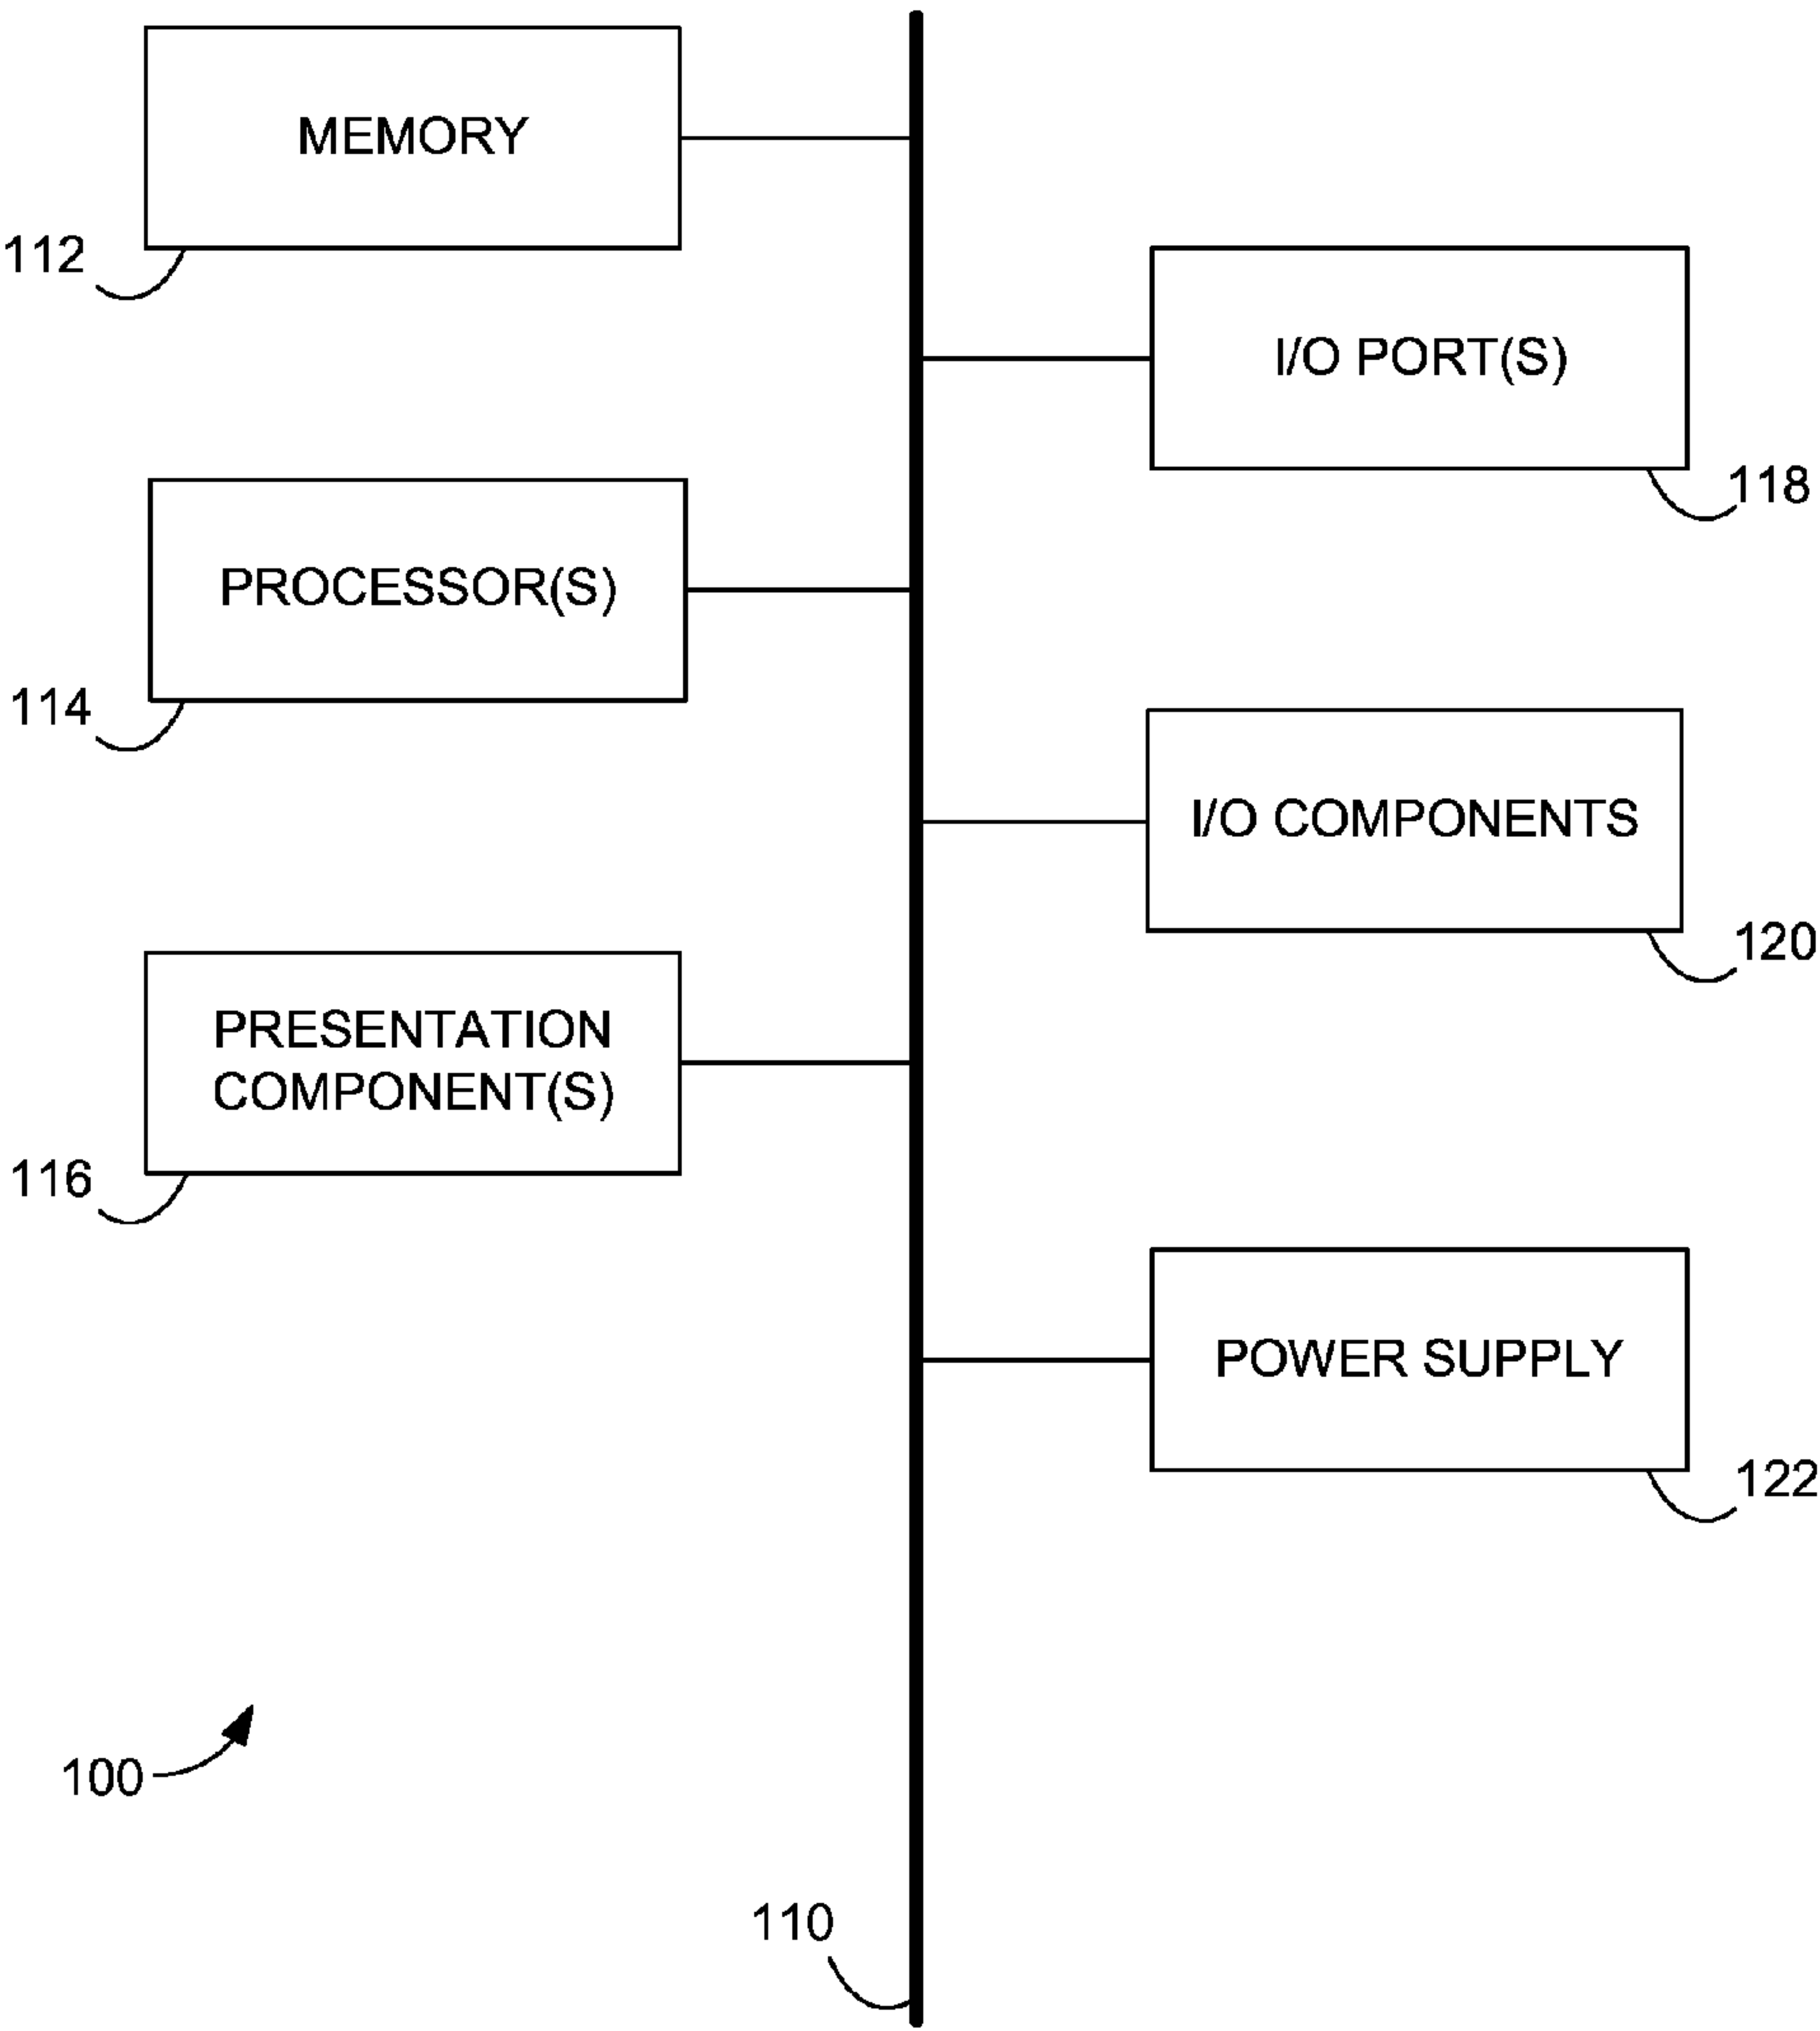 MEMORY
112
I/O PORT(S)
118
PROCESSOR(S)
114
I/O COMPONENTS
120
PRESENTATION
COMPONENT(S)
116
POWER SUPPLY
122
100
110